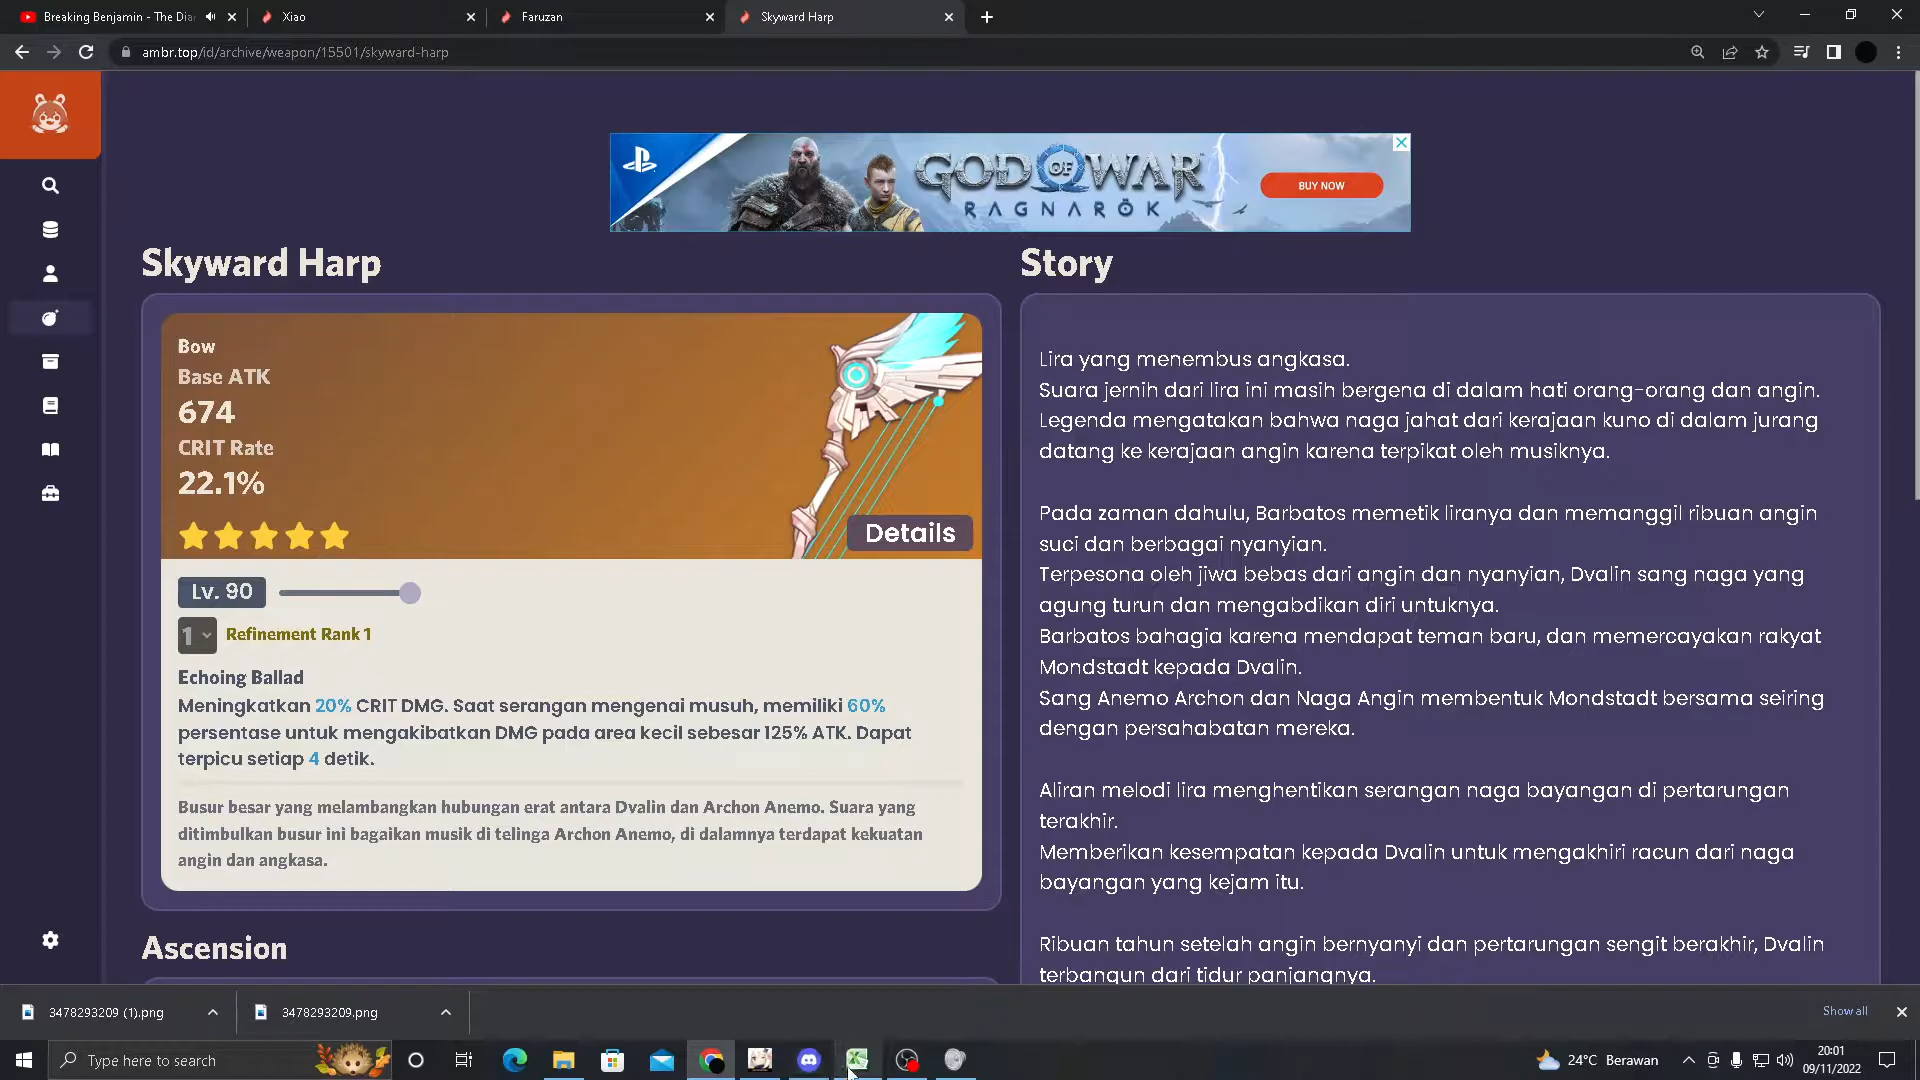 Breaking Benjamin - The Dia
Xiao
Faruzan
Skyward Harp
ambr.top/id/archive/weapon/15501/skyward-harp
GOD OF WAR
RAGNARÖK
BUY NOW
Skyward Harp
Bow
Base ATK
674
CRIT Rate
22.1%
Details
Lv. 90
1
Refinement Rank 1
Echoing Ballad
Meningkatkan 20% CRIT DMG. Saat serangan mengenai musuh, memiliki 60%
persentase untuk mengakibatkan DMG pada area kecil sebesar 125% ATK. Dapat
terpicu setiap 4 detik.
Busur besar yang melambangkan hubungan erat antara Dvalin dan Archon Anemo. Suara yang
ditimbulkan busur ini bagaikan musik di telinga Archon Anemo, di dalamnya terdapat kekuatan
angin dan angkasa.
Ascension
Story
Lira yang menembus angkasa.
Suara jernih dari lira ini masih bergena di dalam hati orang-orang dan angin.
Legenda mengatakan bahwa naga jahat dari kerajaan kuno di dalam jurang
datang ke kerajaan angin karena terpikat oleh musiknya.
Pada zaman dahulu, Barbatos memetik liranya dan memanggil ribuan angin
suci dan berbagai nyanyian.
Terpesona oleh jiwa bebas dari angin dan nyanyian, Dvalin sang naga yang
agung turun dan mengabdikan diri untuknya.
Barbatos bahagia karena mendapat teman baru, dan memercayakan rakyat
Mondstadt kepada Dvalin.
Sang Anemo Archon dan Naga Angin membentuk Mondstadt bersama seiring
dengan persahabatan mereka.
Aliran melodi lira menghentikan serangan naga bayangan di pertarungan
terakhir.
Memberikan kesempatan kepada Dvalin untuk mengakhiri racun dari naga
bayangan yang kejam itu.
Ribuan tahun setelah angin bernyanyi dan pertarungan sengit berakhir, Dvalin
terbangun dari tidur panjangnya.
3478293209 (1).png
3478293209.png
Show all
Type here to search
24°C Berawan
20:01
09/11/2022